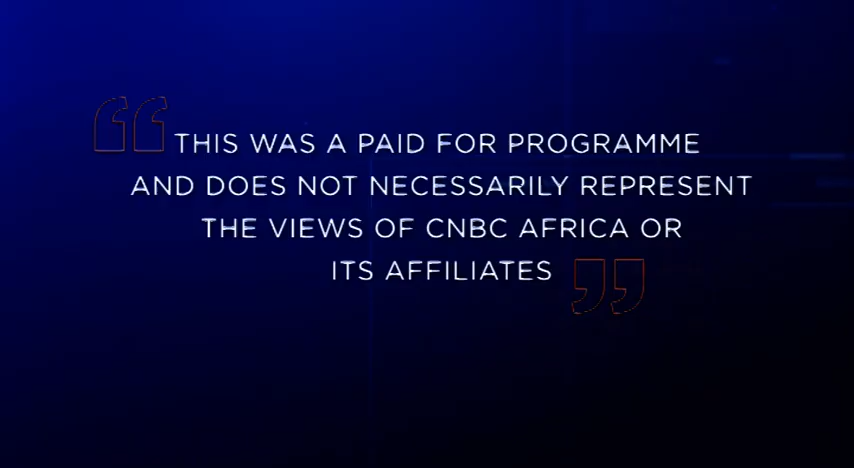 THIS WAS A PAID FOR PROGRAMME
AND DOES NOT NECESSARILY REPRESENT
THE VIEWS OF CNBC AFRICA OR
ITS AFFILIATES